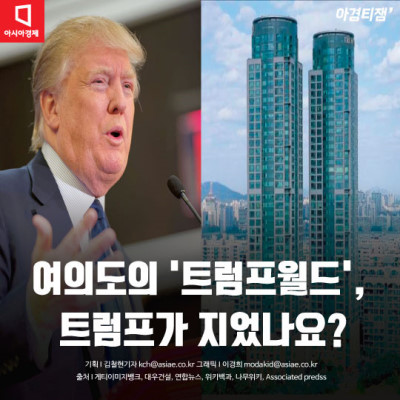 아시아경제
아경티잼'
여의도의 '트럼프월드',
트럼프가 지었나요?
기획 I 김철현기자 kch@asiae.co.kr 그래픽 I 이경희 modakid@asiae.co.kr
출처 I 게티이미지뱅크, 대우건설, 연합뉴스, 위키백과, 나무위키, Associated predss